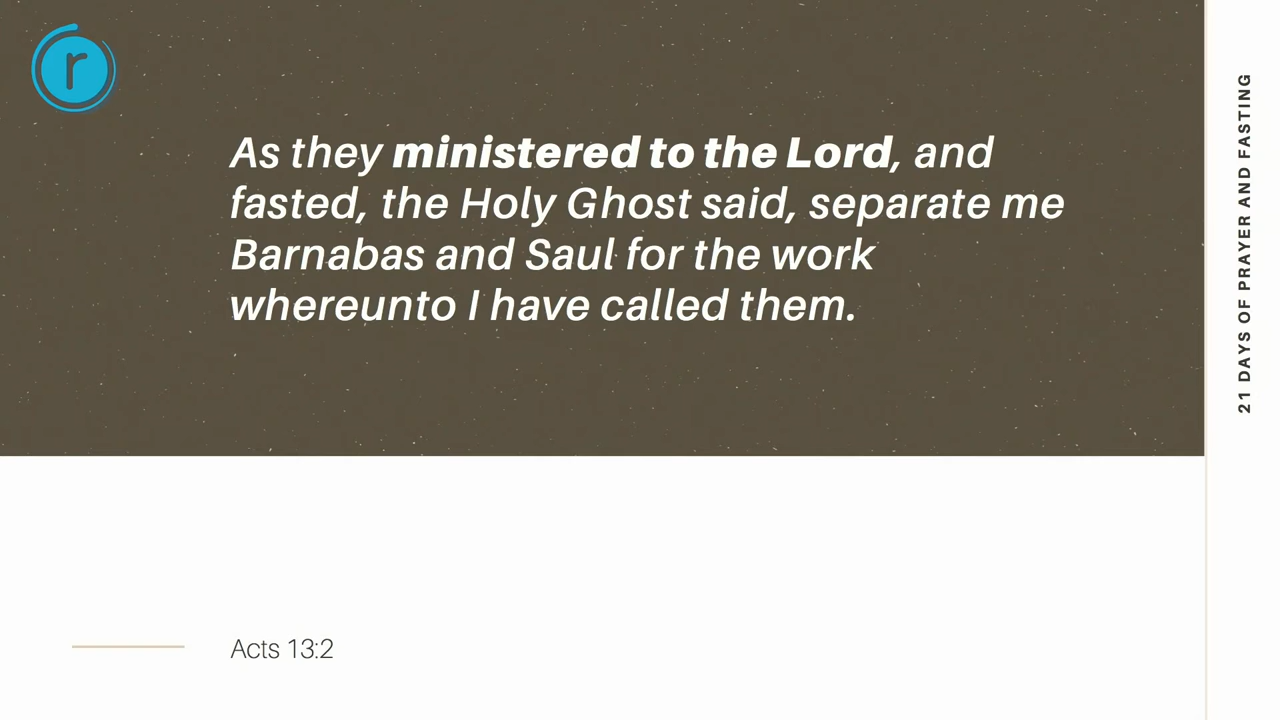 r
As they ministered to the Lord, and
fasted, the Holy Ghost said, separate me
Barnabas and Saul for the work
whereunto I have called them.
Acts 13:2
21 DAYS OF PRAYER AND FASTING